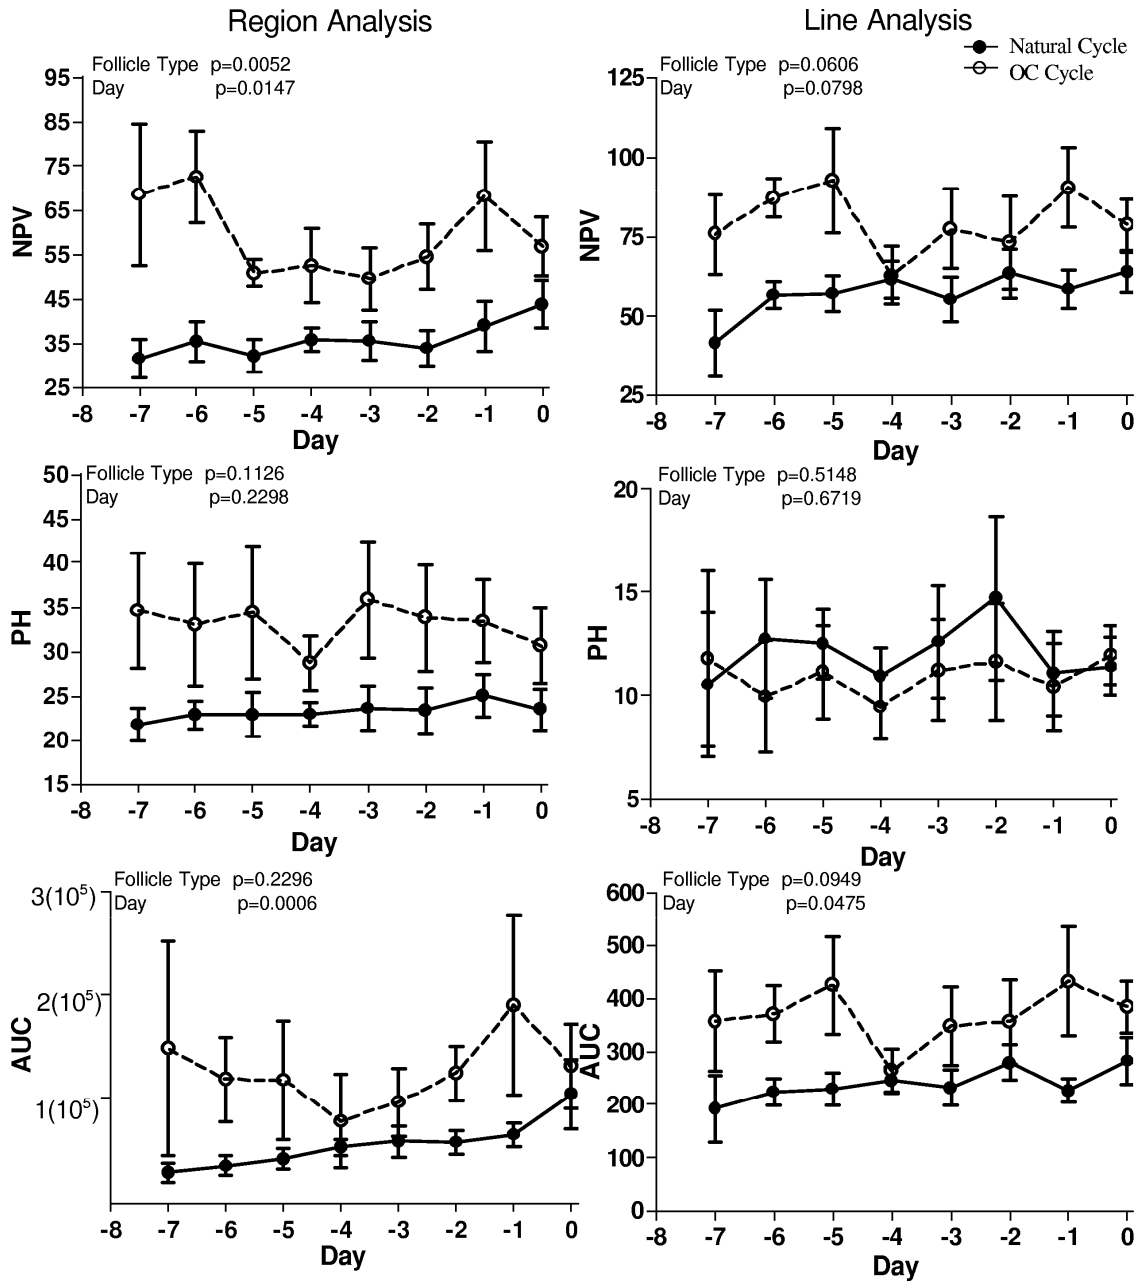 Region Analysis
Line Analysis
Natural Cycle
OC Cycle
Follicle Type p=0.0052
Day p=0.0147
95
85
75
65
55
45
35
25
NPV
-8 -7 -6 -5 -4 -3 -2 -1 0
Day
Follicle Type p=0.0606
Day p=0.0798
125
100
75
50
25
NPV
-8 -7 -6 -5 -4 -3 -2 -1 0
Day
Follicle Type p=0.1126
Day p=0.2298
50
45
40
35
30
25
20
15
PH
-8 -7 -6 -5 -4 -3 -2 -1 0
Day
Follicle Type p=0.5148
Day p=0.6719
20
15
10
5
PH
-8 -7 -6 -5 -4 -3 -2 -1 0
Day
Follicle Type p=0.2296
Day p=0.0006
3(10⁵)
2(10⁵)
1(10⁵)
AUC
-8 -7 -6 -5 -4 -3 -2 -1 0
Day
Follicle Type p=0.0949
Day p=0.0475
600
500
400
300
200
100
0
AUC
-8 -7 -6 -5 -4 -3 -2 -1 0
Day